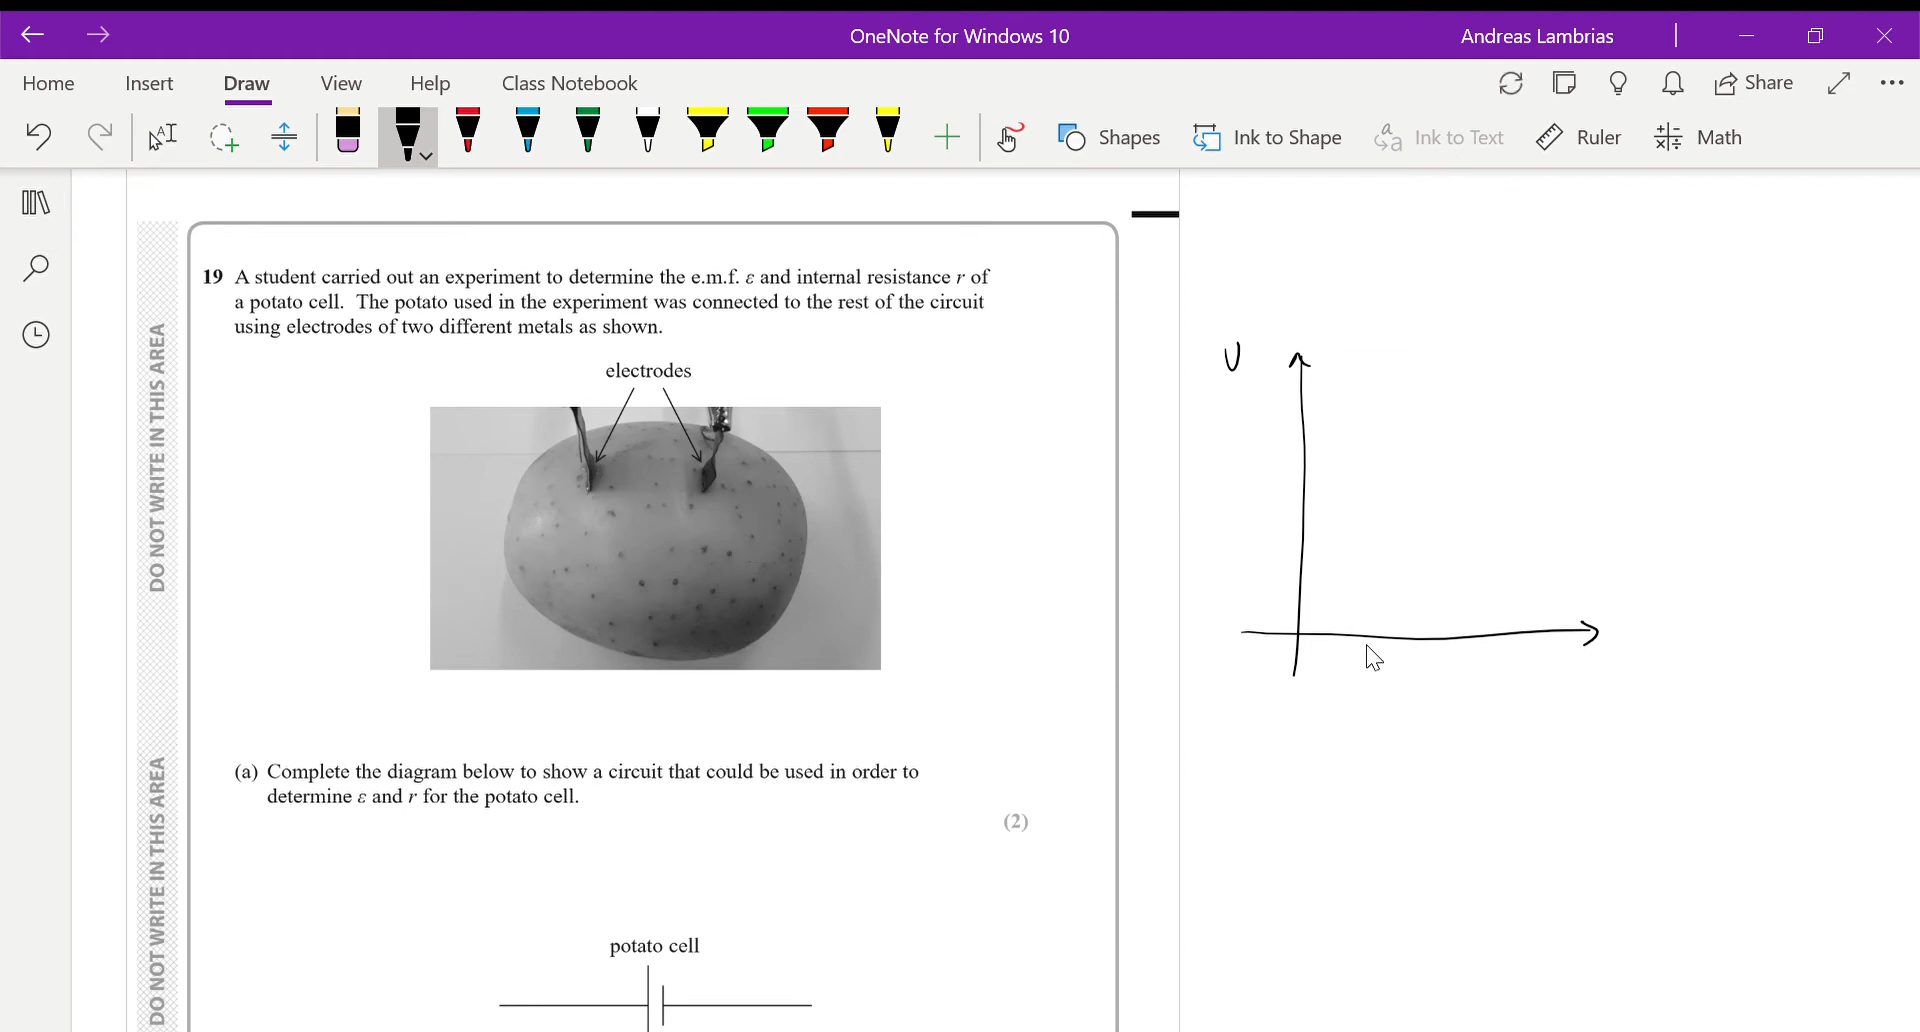 OneNote for Windows 10
Andreas Lambrias
Home Insert Draw View Help Class Notebook
Share
Shapes Ink to Shape Ink to Text Ruler Math
DO NOT WRITE IN THIS AREA
DO NOT WRITE IN THIS AREA
19 A student carried out an experiment to determine the e.m.f. ε and internal resistance r of
a potato cell. The potato used in the experiment was connected to the rest of the circuit
using electrodes of two different metals as shown.
electrodes
(a) Complete the diagram below to show a circuit that could be used in order to
determine ε and r for the potato cell.
(2)
potato cell
V